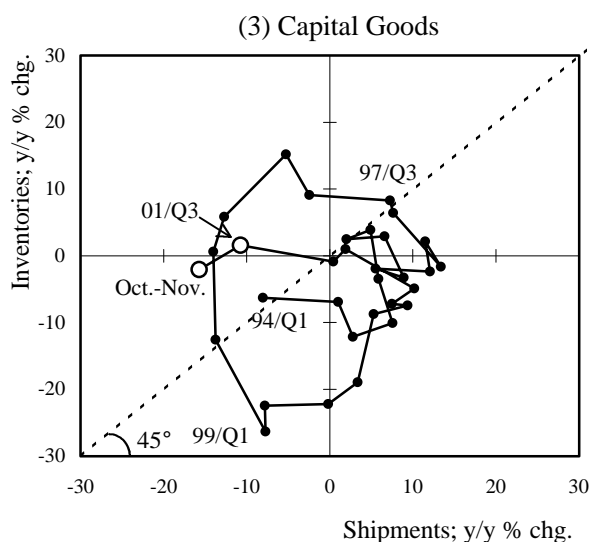 (3) Capital Goods
Inventories; y/y % chg.
30
20
10
0
-10
-20
-30
97/Q3
01/Q3
Oct.-Nov.
94/Q1
99/Q1
45°
-30
-20
-10
0
10
20
30
Shipments; y/y % chg.